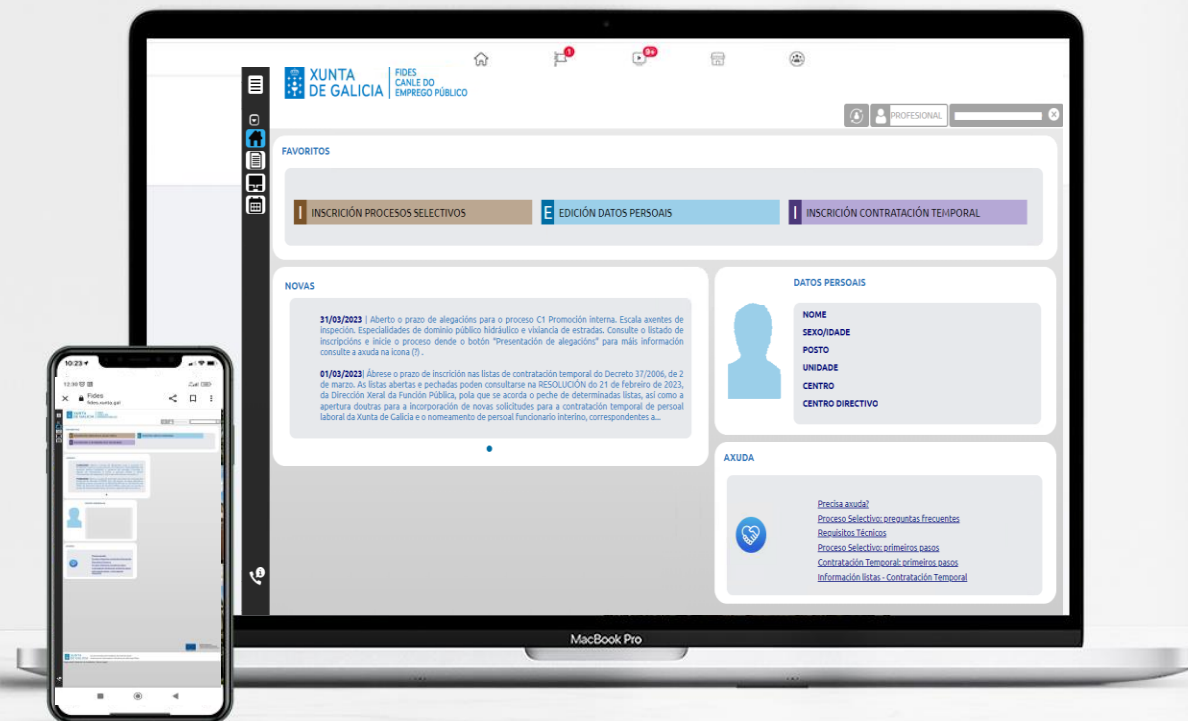 1
9+
XUNTA
DE GALICIA
FIDES
CANLE DO
EMPREGO PÚBLICO
PROFESIONAL
FAVORITOS
I INSCRICIÓN PROCESOS SELECTIVOS
E EDICIÓN DATOS PERSOAIS
I INSCRICIÓN CONTRATACIÓN TEMPORAL
NOVAS
31/03/2023 | Aberto o prazo de alegacións para o proceso C1 Promoción interna. Escala axentes de
inspeción. Especialidades de dominio público hidráulico e vixiancia de estradas. Consulte o listado de
inscripcións e inicie o proceso dende o botón "Presentación de alegacións" para máis información
consulte a axuda na icona (?) .
01/03/2023| Ábrese o prazo de inscrición nas listas de contratación temporal do Decreto 37/2006, de 2
de marzo. As listas abertas e pechadas poden consultarse na RESOLUCIÓN do 21 de febreiro de 2023,
da Dirección Xeral da Función Pública, pola que se acorda o peche de determinadas listas, así como a
apertura doutras para a incorporación de novas solicitudes para a contratación temporal de persoal
laboral da Xunta de Galicia e o nomeamento de persoal funcionario interino, correspondentes a...
DATOS PERSOAIS
NOME
SEXO/IDADE
POSTO
UNIDADE
CENTRO
CENTRO DIRECTIVO
AXUDA
Precisa axuda?
Proceso Selectivo: preguntas frecuentes
Requisitos Técnicos
Proceso Selectivo: primeiros pasos
Contratación Temporal: primeiros pasos
Información listas - Contratación Temporal
MacBook Pro
10:23
12:30
Fides
fides.xunta.gal